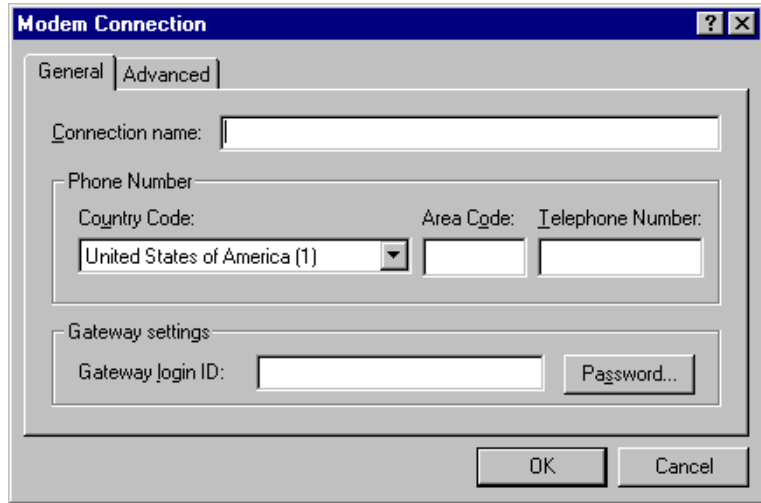 Modem Connection
General Advanced
Connection name:
Phone Number
Country Code: Area Code: Telephone Number:
United States of America (1)
Gateway settings
Gateway login ID: Password...
OK Cancel